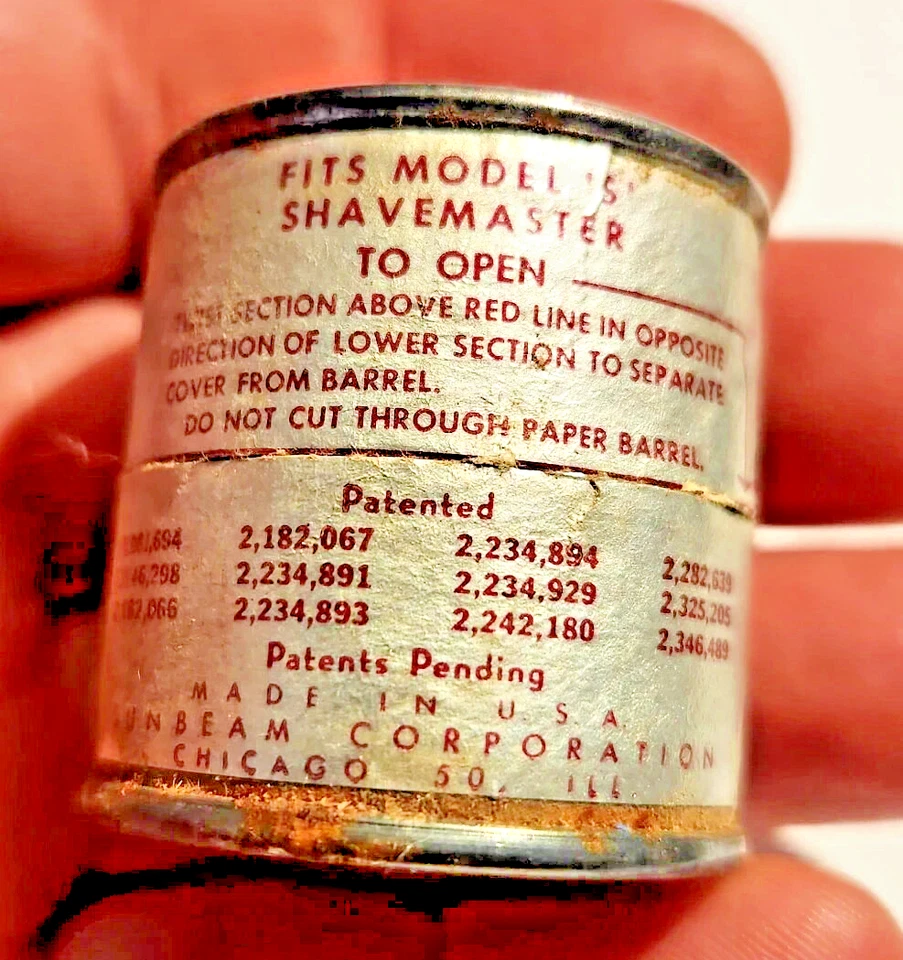 FITS MODEL 'S'
SHAVEMASTER
TO OPEN
TWIST SECTION ABOVE RED LINE IN OPPOSITE
DIRECTION OF LOWER SECTION TO SEPARATE
COVER FROM BARREL.
DO NOT CUT THROUGH PAPER BARREL.
Patented
2,182,067 2,234,894 2,282,639
2,234,891 2,234,929 2,325,205
2,234,893 2,242,180 2,346,489
Patents Pending
MADE IN U.S.A.
SUNBEAM CORPORATION
CHICAGO 50, ILL